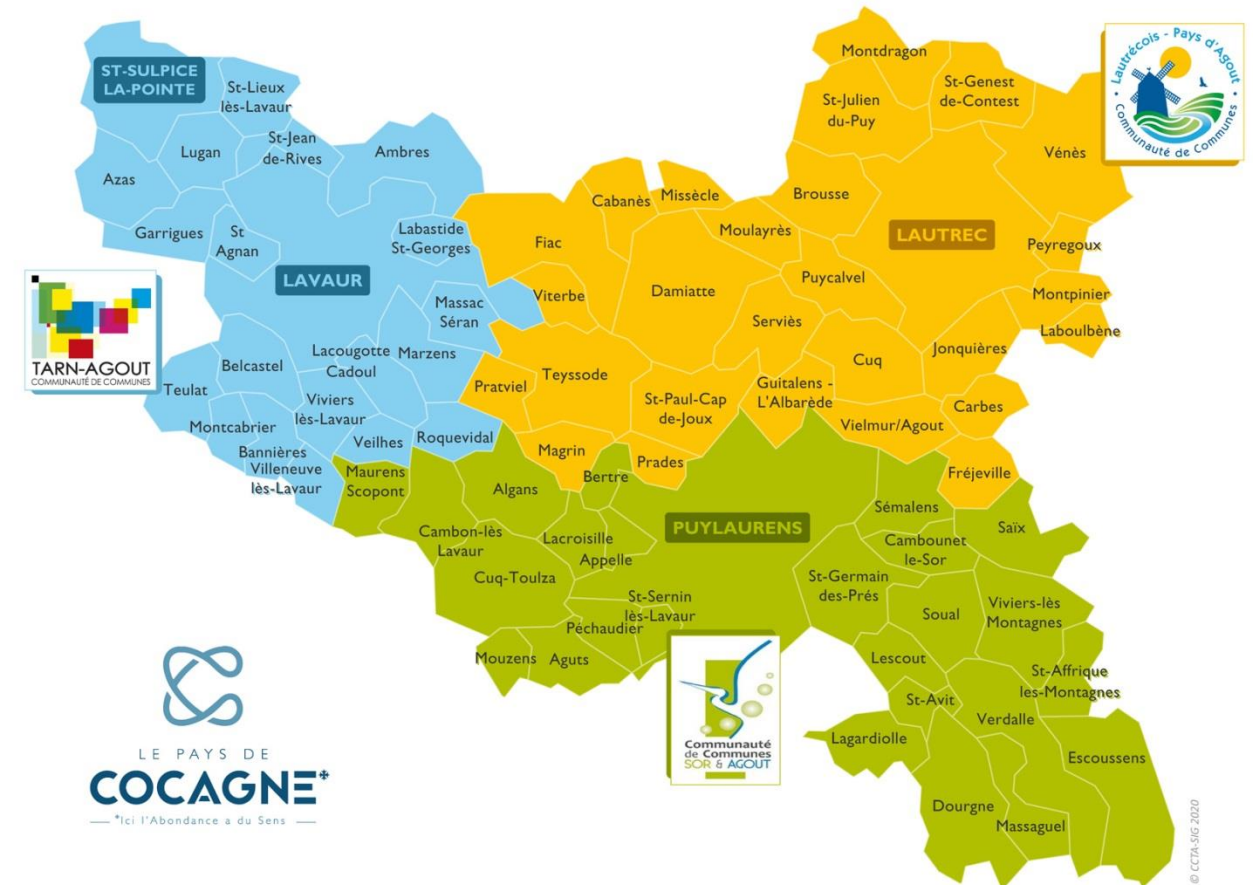 Montdragon
St-Genest
de-Contest
St-Julien
du-Puy
Vénès
Lautrécois - Pays d'Agout
Communauté de Communes
ST-SULPICE
LA-POINTE
St-Lieux
lès-Lavaur
St-Jean
de-Rives
Lugan
Ambres
Azas
Garrigues
St
Agnan
Labastide
St-Georges
LAVAUR
Massac
Séran
Cabanès
Missècle
Brousse
Fiac
Moulayrès
LAUTREC
Peyregoux
Viterbe
Damiatte
Puycalvel
Montpinier
Serviès
Laboulbène
Cuq
Jonquières
TARN-AGOUT
COMMUNAUTÉ DE COMMUNES
Belcastel
Lacougotte
Cadoul
Marzens
Teulat
Viviers
lès-Lavaur
Montcabrier
Bannières
Villeneuve
lès-Lavaur
Veilhes
Roquevidal
Pratviel
Teyssode
St-Paul-Cap
de-Joux
Guitalens -
L'Albarède
Carbes
Vielmur/Agout
Magrin
Prades
Fréjeville
Maurens
Scopont
Algans
Bertre
Sémalens
Saïx
PUYLAURENS
Cambon-lès
Lavaur
Lacroisille
Appelle
Cambounet
le-Sor
Cuq-Toulza
St-Germain
des-Prés
St-Sernin
lès-Lavaur
Soual
Viviers-lès
Montagnes
Péchaudier
Mouzens
Aguts
Lescout
St-Affrique
les-Montagnes
St-Avit
Verdalle
Lagardiolle
Escoussens
Dourgne
Massaguel
Communauté
de Communes
SOR & AGOUT
LE PAYS DE
COCAGNE*
*Ici l'Abondance a du Sens
© CCTA-SIG 2020